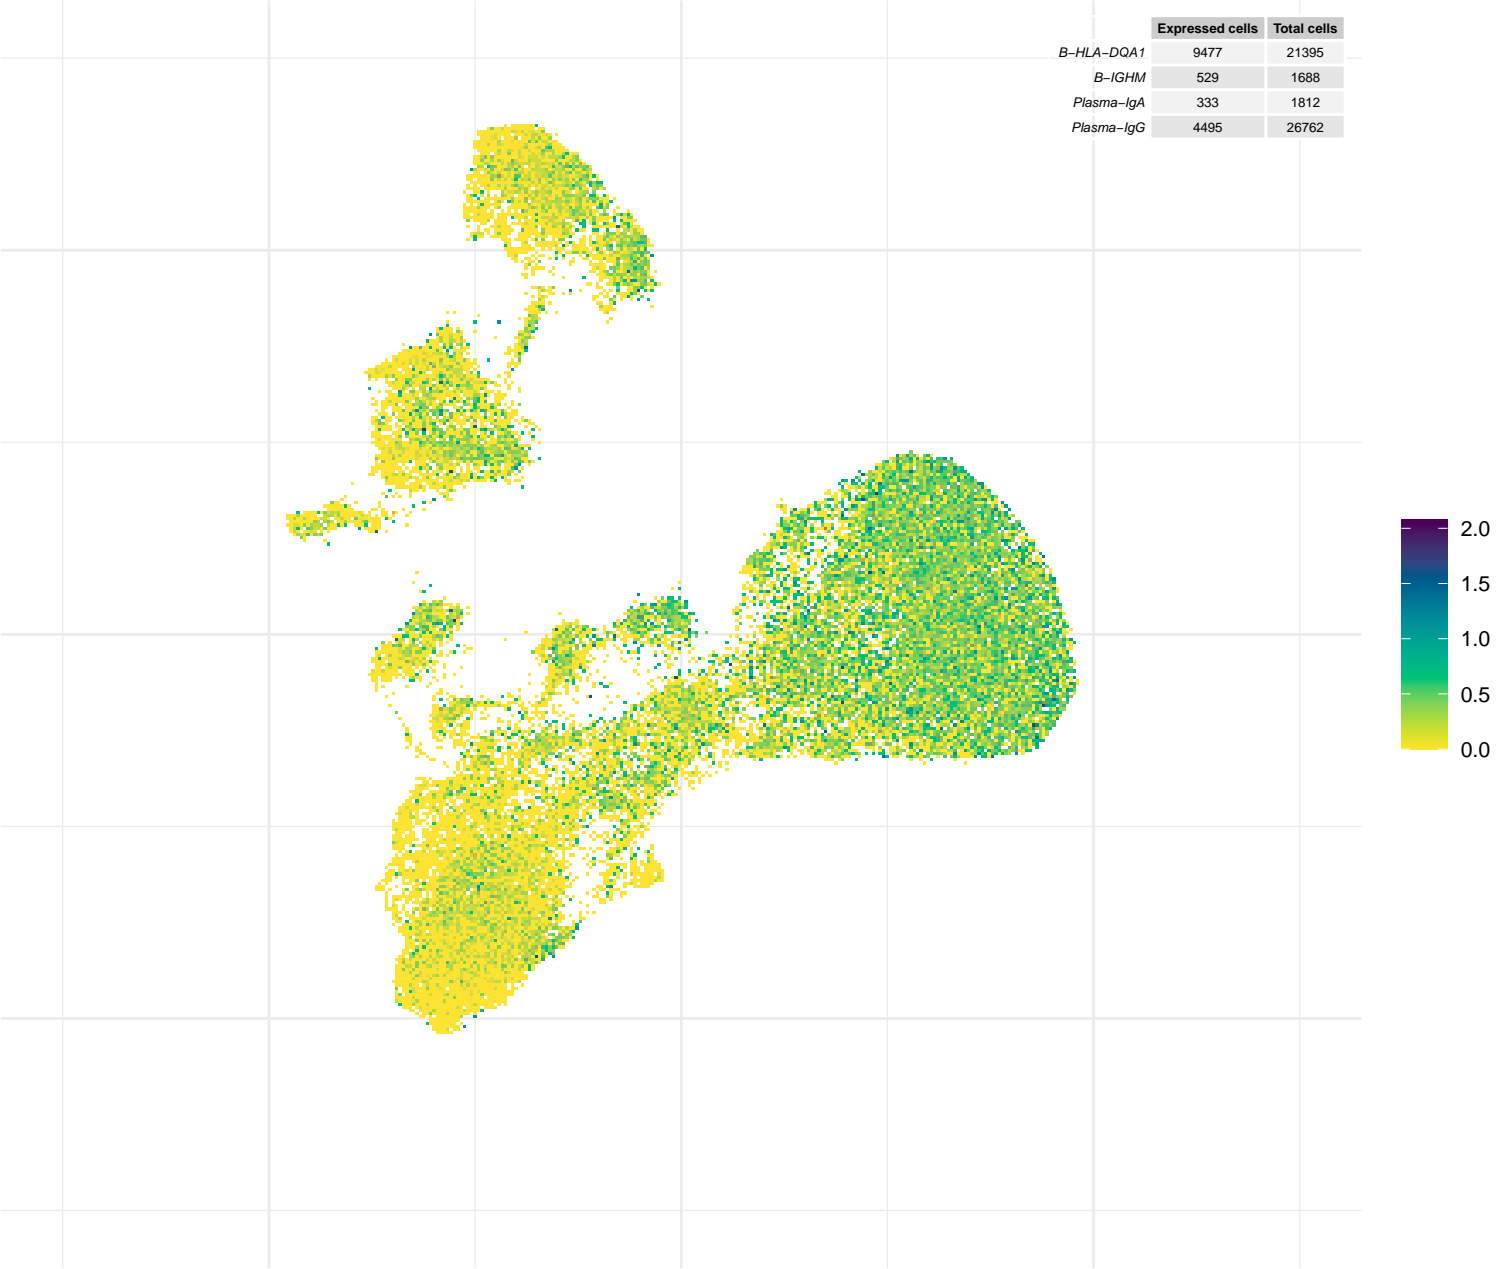 Expressed cells Total cells
B−HLA−DQA1 9477 21395
B−IGHM 529 1688
Plasma−IgA 333 1812
Plasma−IgG 4495 26762
2.0
1.5
1.0
0.5
0.0